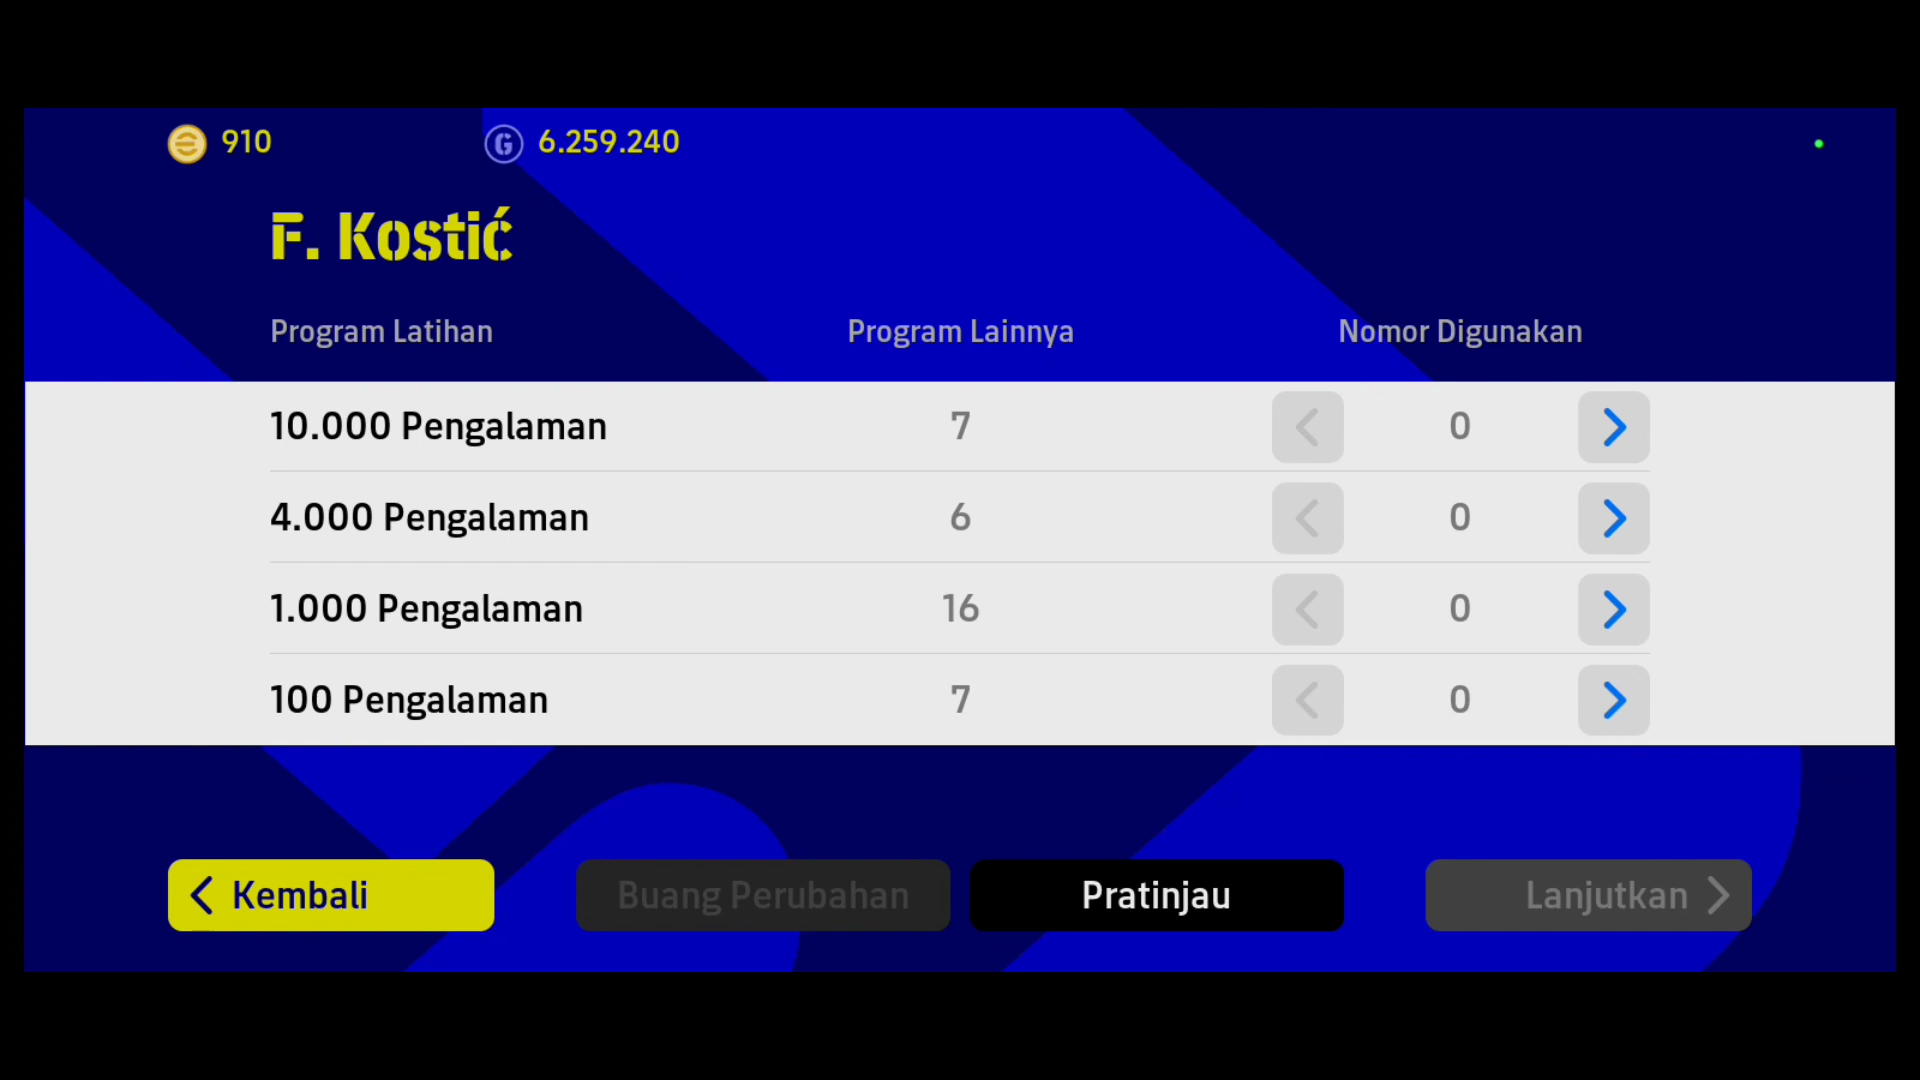 910
6.259.240
F. Kostić
Program Latihan Program Lainnya Nomor Digunakan
10.000 Pengalaman 7 0
4.000 Pengalaman 6 0
1.000 Pengalaman 16 0
100 Pengalaman 7 0
Kembali Buang Perubahan Pratinjau Lanjutkan